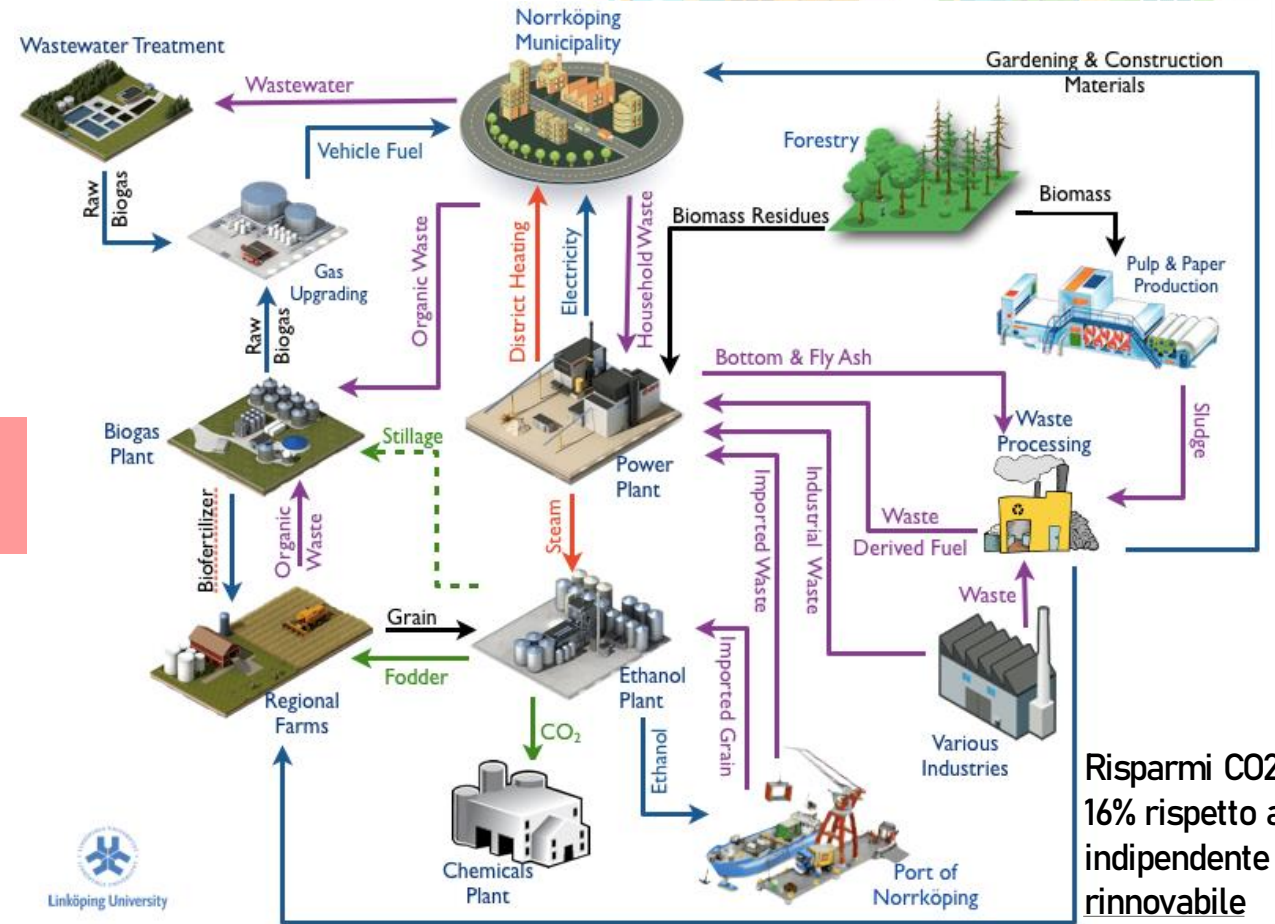 Norrköping
Municipality
Wastewater Treatment
Wastewater
Gardening & Construction
Materials
Vehicle Fuel
Forestry
Raw
Biogas
Biomass
Biomass Residues
Gas
Upgrading
Organic Waste
District Heating
Electricity
Household Waste
Pulp & Paper
Production
Raw
Biogas
Bottom & Fly Ash
Sludge
Biogas
Plant
Stillage
Waste
Processing
Power
Plant
Imported Waste
Industrial Waste
Waste
Derived Fuel
Biofertilizer
Organic
Waste
Steam
Waste
Grain
Fodder
Imported Grain
Regional
Farms
Ethanol
Plant
CO₂
Ethanol
Various
Industries
Risparmi CO2
16% rispetto a
indipendente
rinnovabile
Chemicals
Plant
Port of
Norrköping
LINKÖPINGS UNIVERSITET
Linköping University